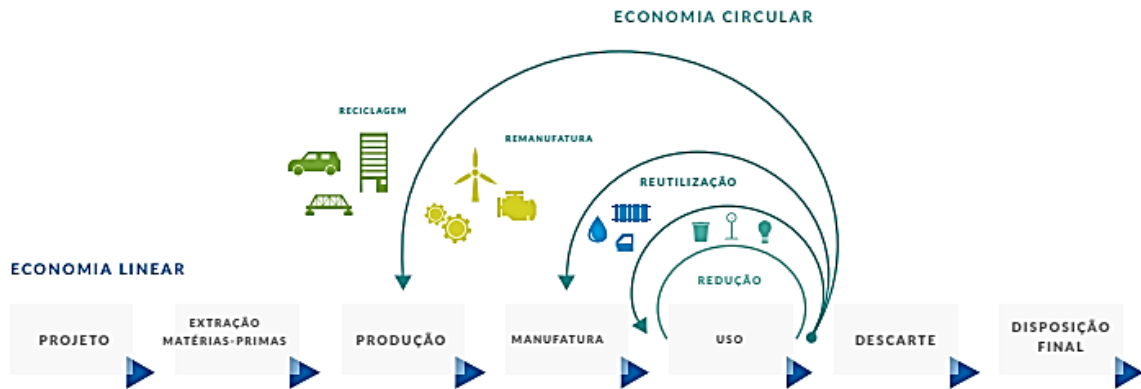 ECONOMIA CIRCULAR
RECICLAGEM
REMANUFATURA
REUTILIZAÇÃO
REDUÇÃO
ECONOMIA LINEAR
PROJETO
EXTRAÇÃO
MATÉRIAS-PRIMAS
PRODUÇÃO
MANUFATURA
USO
DESCARTE
DISPOSIÇÃO
FINAL